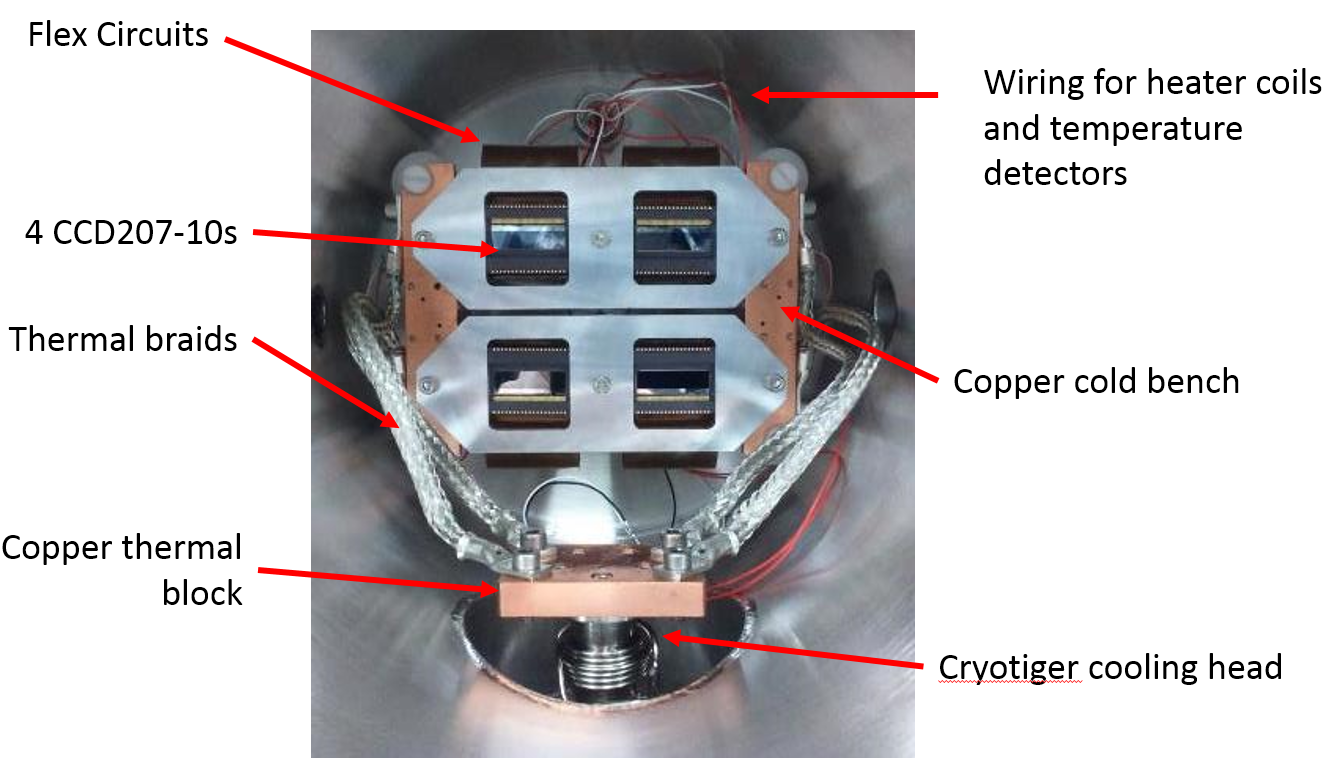 Flex Circuits
Wiring for heater coils
and temperature
detectors
4 CCD207-10s
Thermal braids
Copper cold bench
Copper thermal
block
Cryotiger cooling head